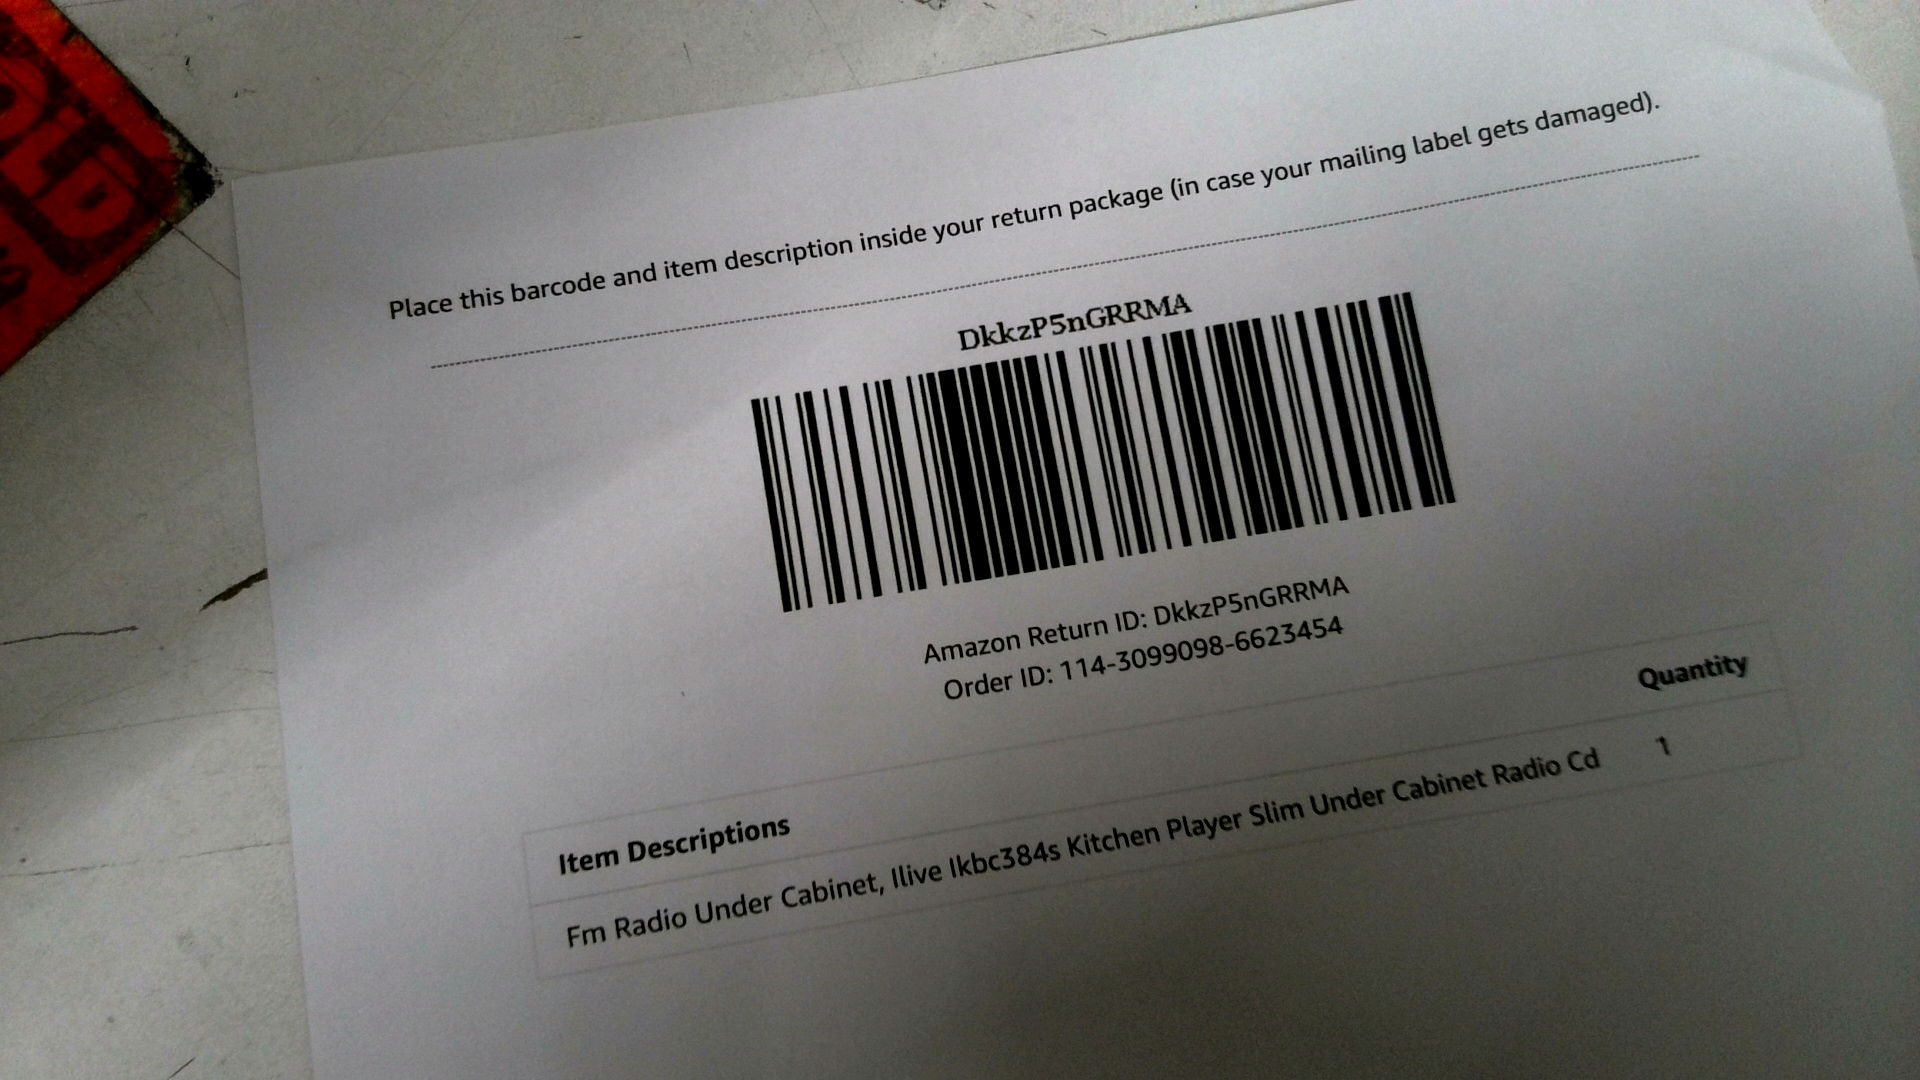 Place this barcode and item description inside your return package (in case your mailing label gets damaged).
DkkzP5nGRRMA
Amazon Return ID: DkkzP5nGRRMA
Order ID: 114-3099098-6623454
Item Descriptions Quantity
Fm Radio Under Cabinet, Ilive Ikbc384s Kitchen Player Slim Under Cabinet Radio Cd 1